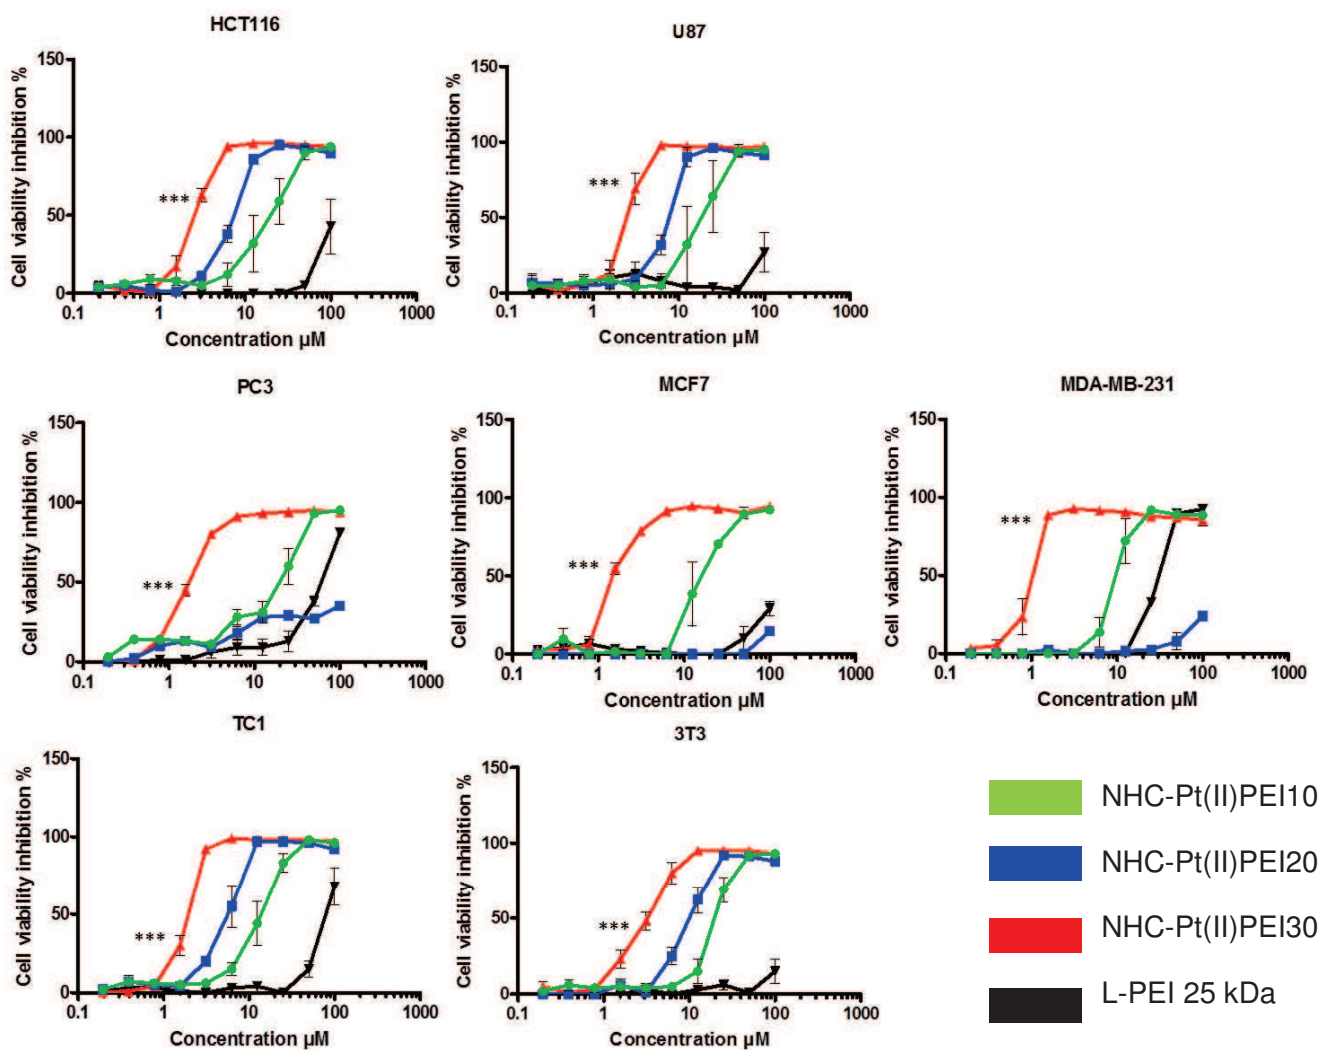 HCT116
U87
Cell viability inhibition %
150
100
50
0
***
0.1 1 10 100 1000
Concentration µM
Cell viability inhibition %
150
100
50
0
***
0.1 1 10 100 1000
Concentration µM
PC3
MCF7
MDA-MB-231
Cell viability inhibition %
150
100
50
0
***
0.1 1 10 100 1000
Concentration µM
Cell viability inhibition %
150
100
50
0
***
0.1 1 10 100 1000
Concentration µM
Cell viability inhibition %
150
100
50
0
***
0.1 1 10 100 1000
Concentration µM
TC1
3T3
Cell viability inhibition %
150
100
50
0
***
0.1 1 10 100 1000
Concentration µM
Cell viability inhibition %
150
100
50
0
***
0.1 1 10 100 1000
Concentration µM
NHC-Pt(II)PEI10
NHC-Pt(II)PEI20
NHC-Pt(II)PEI30
L-PEI 25 kDa